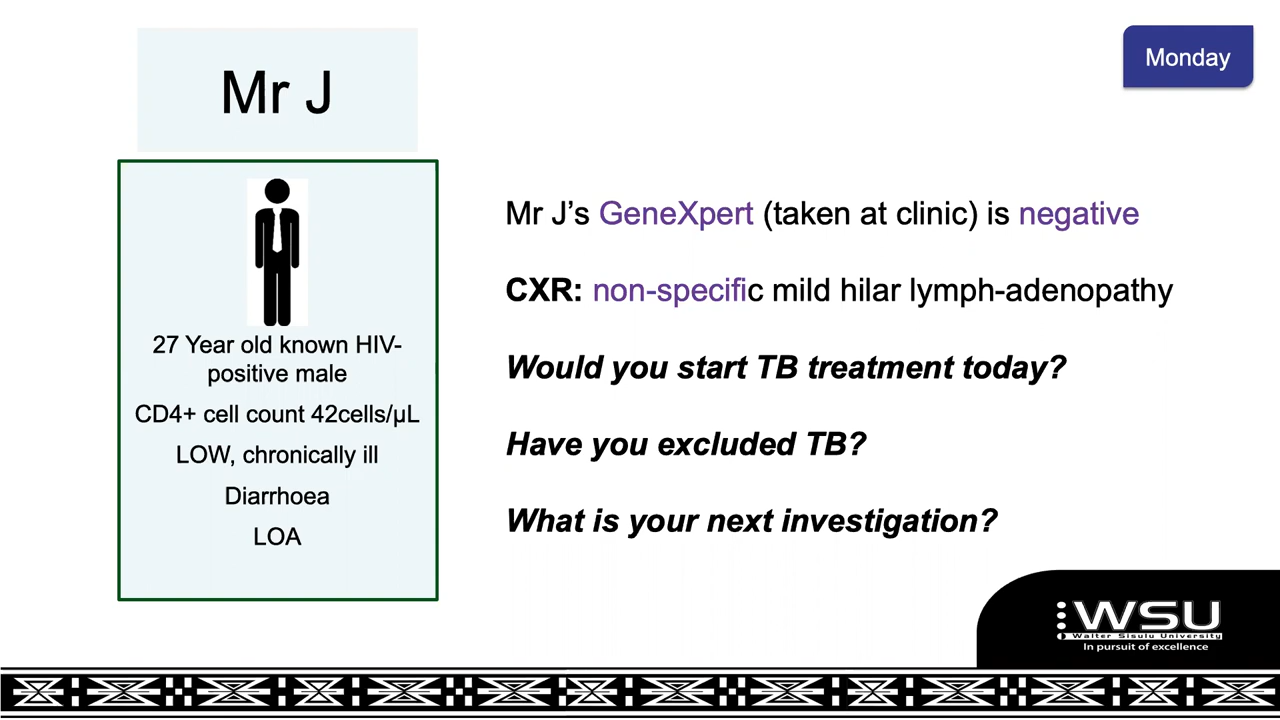 Monday
Mr J
27 Year old known HIV-
positive male
CD4+ cell count 42cells/µL
LOW, chronically ill
Diarrhoea
LOA
Mr J’s GeneXpert (taken at clinic) is negative
CXR: non-specific mild hilar lymph-adenopathy
Would you start TB treatment today?
Have you excluded TB?
What is your next investigation?
WSU
Walter Sisulu University
In pursuit of excellence